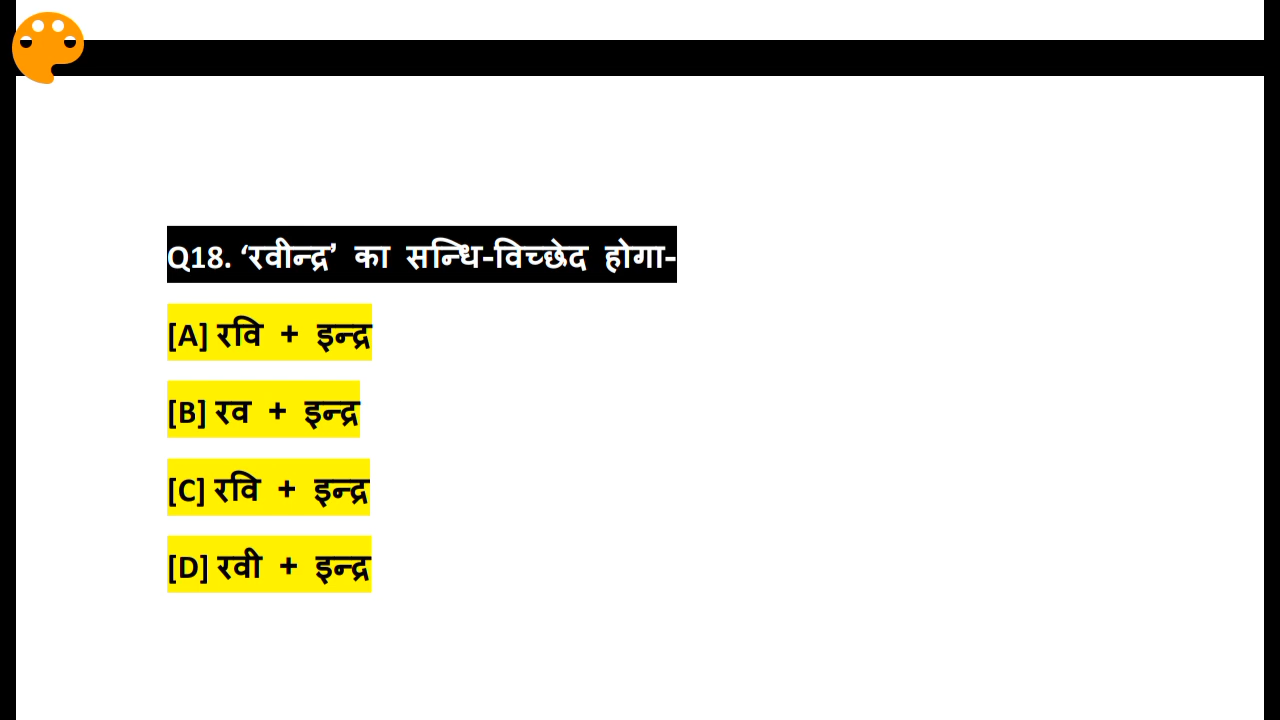 Q18. ‘रवीन्द्र’ का सन्धि-विच्छेद होगा-
[A] रवि + इन्द्र
[B] रव + इन्द्र
[C] रवि + इन्द्र
[D] रवी + इन्द्र